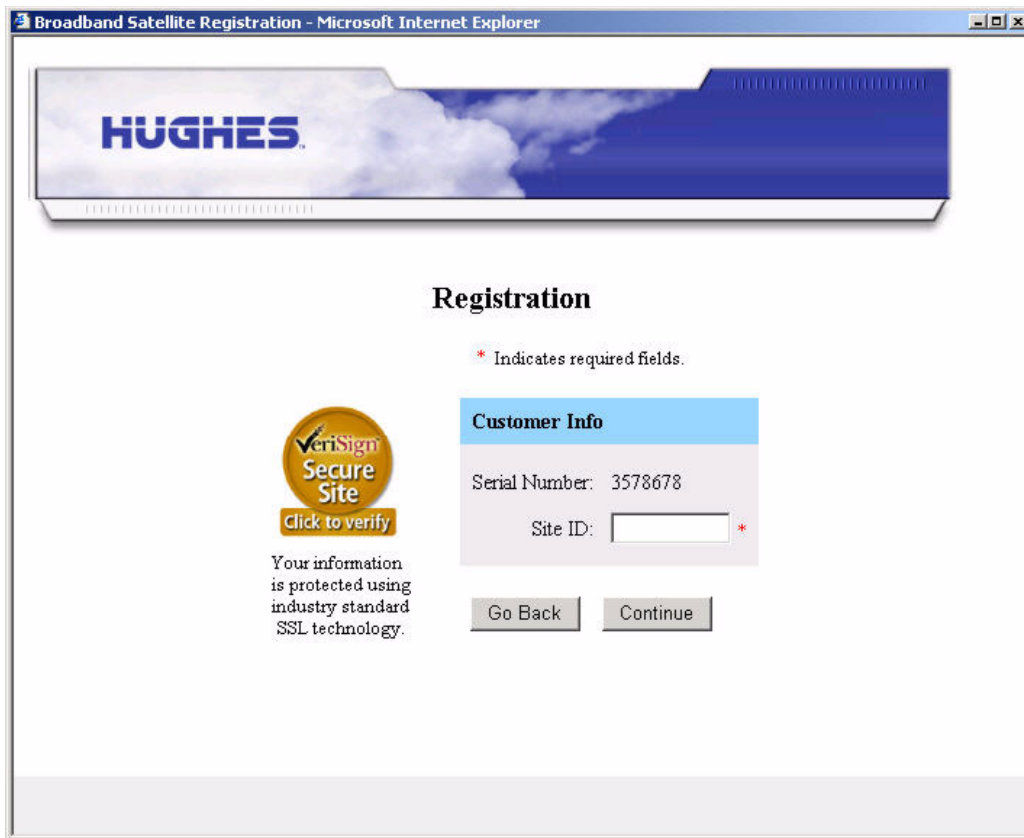 Broadband Satellite Registration - Microsoft Internet Explorer
HUGHES
Registration
* Indicates required fields.
VeriSign
Secure
Site
Click to verify
Your information
is protected using
industry standard
SSL technology.
Customer Info
Serial Number: 3578678
Site ID: *
Go Back Continue